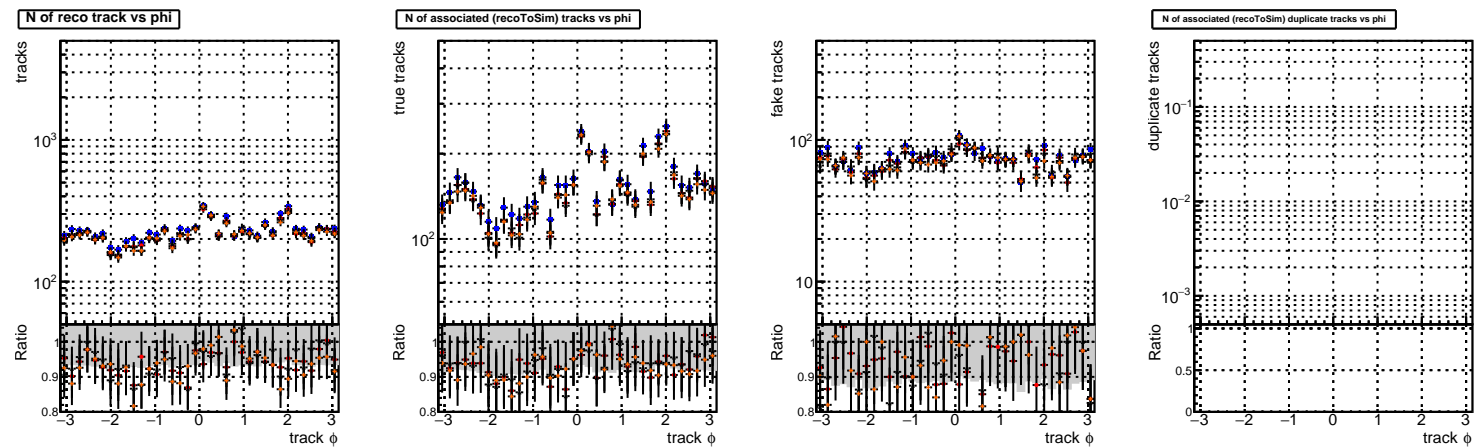 N of reco track vs phi
tracks
10³
10²
Ratio
1
0.9
0.8
−3 −2 −1 0 1 2 3
track ϕ
N of associated (recoToSim) tracks vs phi
true tracks
10²
Ratio
1
0.9
0.8
−3 −2 −1 0 1 2 3
track ϕ
fake tracks
10²
10
Ratio
1
0.9
0.8
−3 −2 −1 0 1 2 3
track ϕ
N of associated (recoToSim) duplicate tracks vs phi
duplicate tracks
10⁻¹
10⁻²
10⁻³
Ratio
1
0.5
0
−3 −2 −1 0 1 2 3
track ϕ